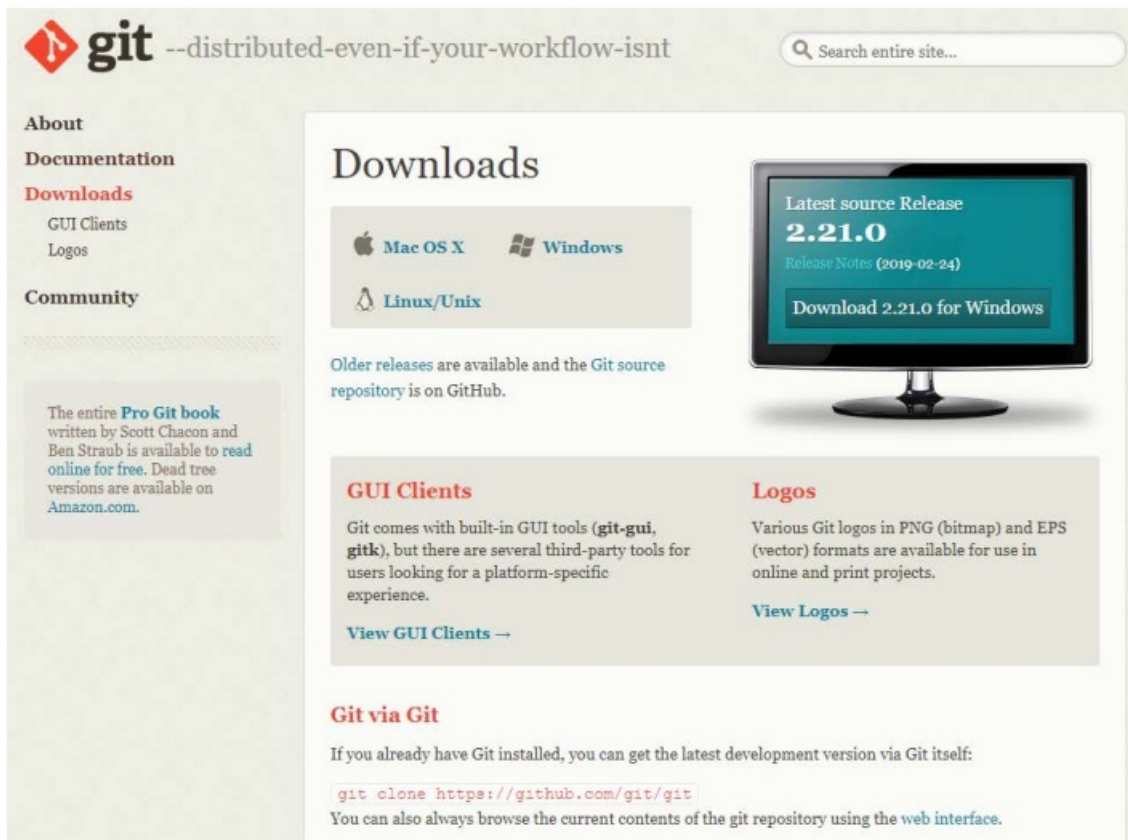 git --distributed-even-if-your-workflow-isnt
Search entire site...
About
Documentation
Downloads
GUI Clients
Logos
Community
The entire Pro Git book
written by Scott Chacon and
Ben Straub is available to read
online for free. Dead tree
versions are available on
Amazon.com.
Downloads
Mac OS X
Windows
Linux/Unix
Older releases are available and the Git source
repository is on GitHub.
Latest source Release
2.21.0
Release Notes (2019-02-24)
Download 2.21.0 for Windows
GUI Clients
Git comes with built-in GUI tools (git-gui,
gitk), but there are several third-party tools for
users looking for a platform-specific
experience.
View GUI Clients →
Logos
Various Git logos in PNG (bitmap) and EPS
(vector) formats are available for use in
online and print projects.
View Logos →
Git via Git
If you already have Git installed, you can get the latest development version via Git itself:
git clone https://github.com/git/git
You can also always browse the current contents of the git repository using the web interface.